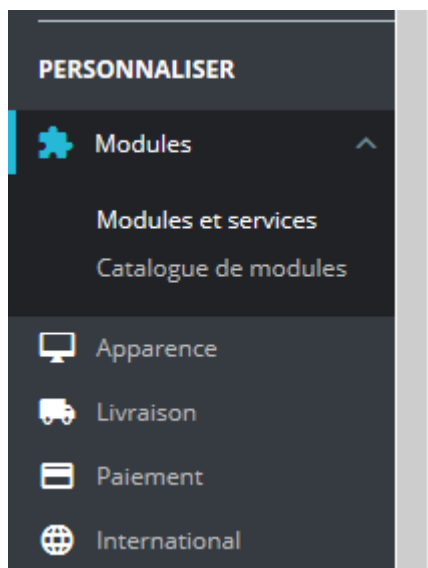 PERSONNALISER
Modules
Modules et services
Catalogue de modules
Apparence
Livraison
Paiement
International